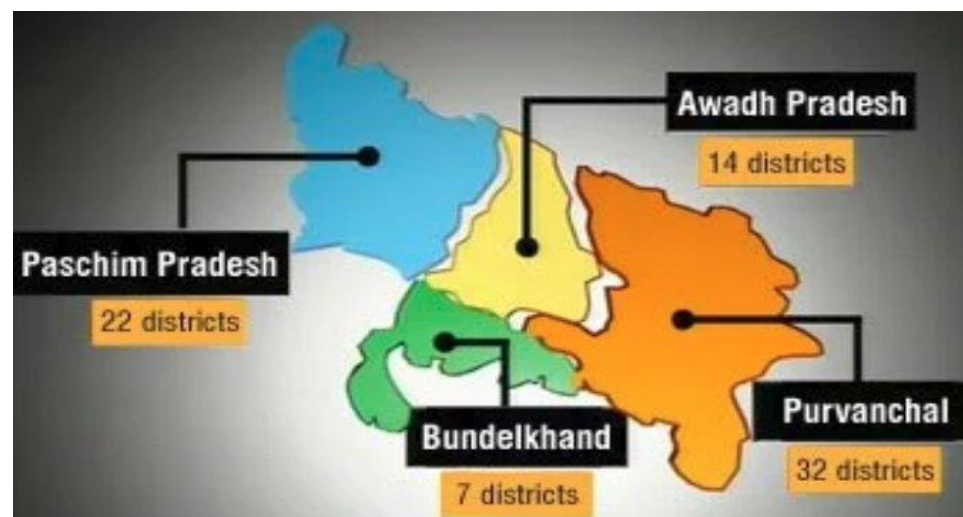 Awadh Pradesh
14 districts
Paschim Pradesh
22 districts
Purvanchal
32 districts
Bundelkhand
7 districts